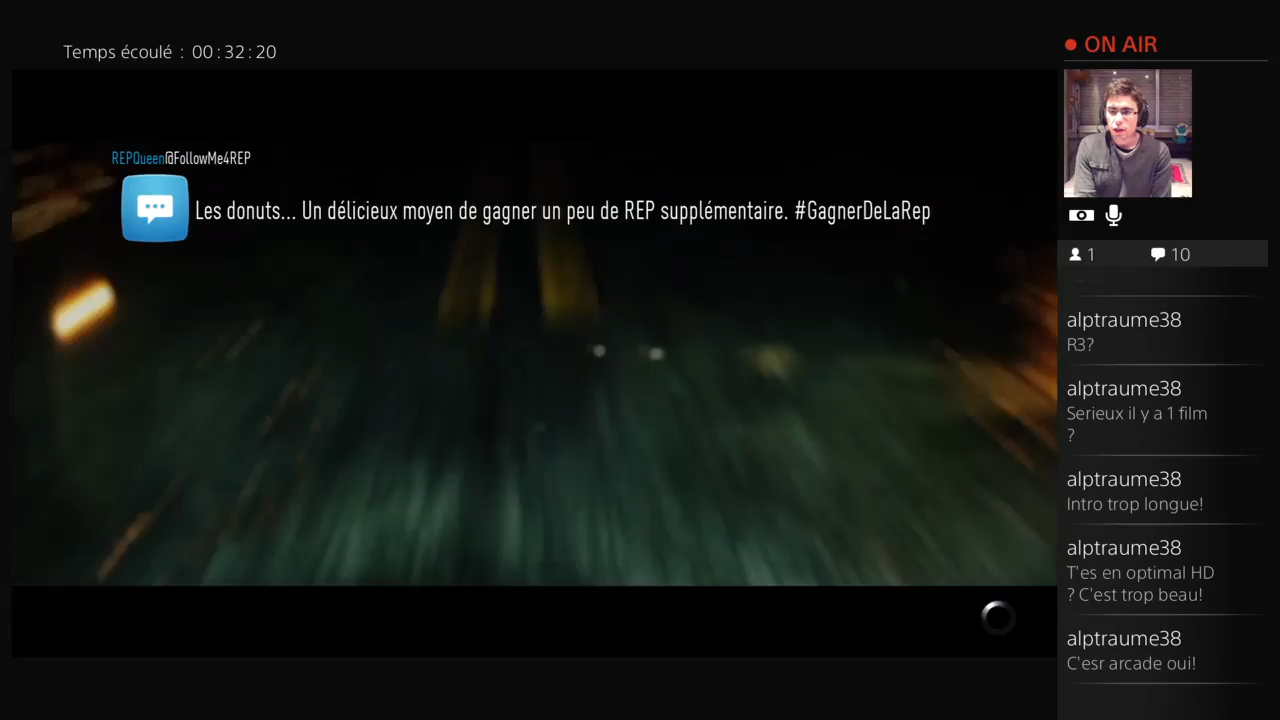 Temps écoulé : 00:32:20
ON AIR
REPQueen@FollowMe4REP
Les donuts... Un délicieux moyen de gagner un peu de REP supplémentaire. #GagnerDeLaRep
1 10
alptraume38
R3?
alptraume38
Serieux il y a 1 film
?
alptraume38
Intro trop longue!
alptraume38
T'es en optimal HD
? C'est trop beau!
alptraume38
C'esr arcade oui!